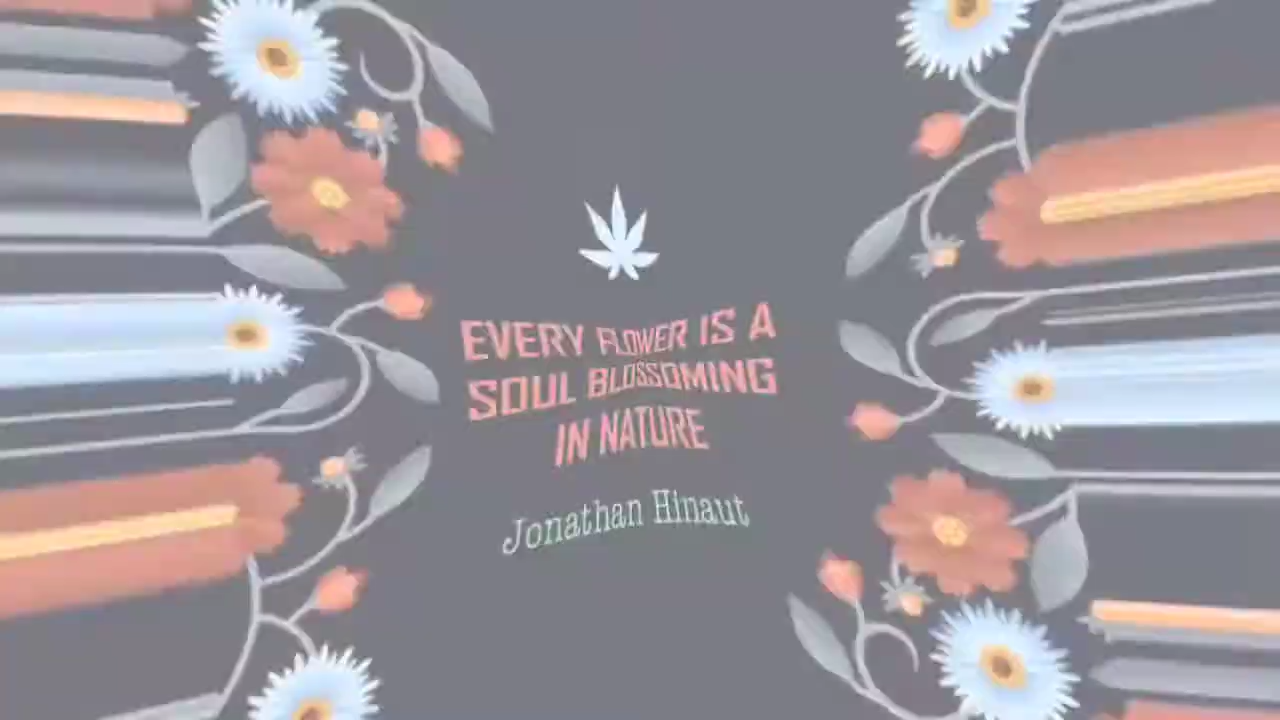 EVERY FLOWER IS A
SOUL BLOSSOMING
IN NATURE
Jonathan Hinaut